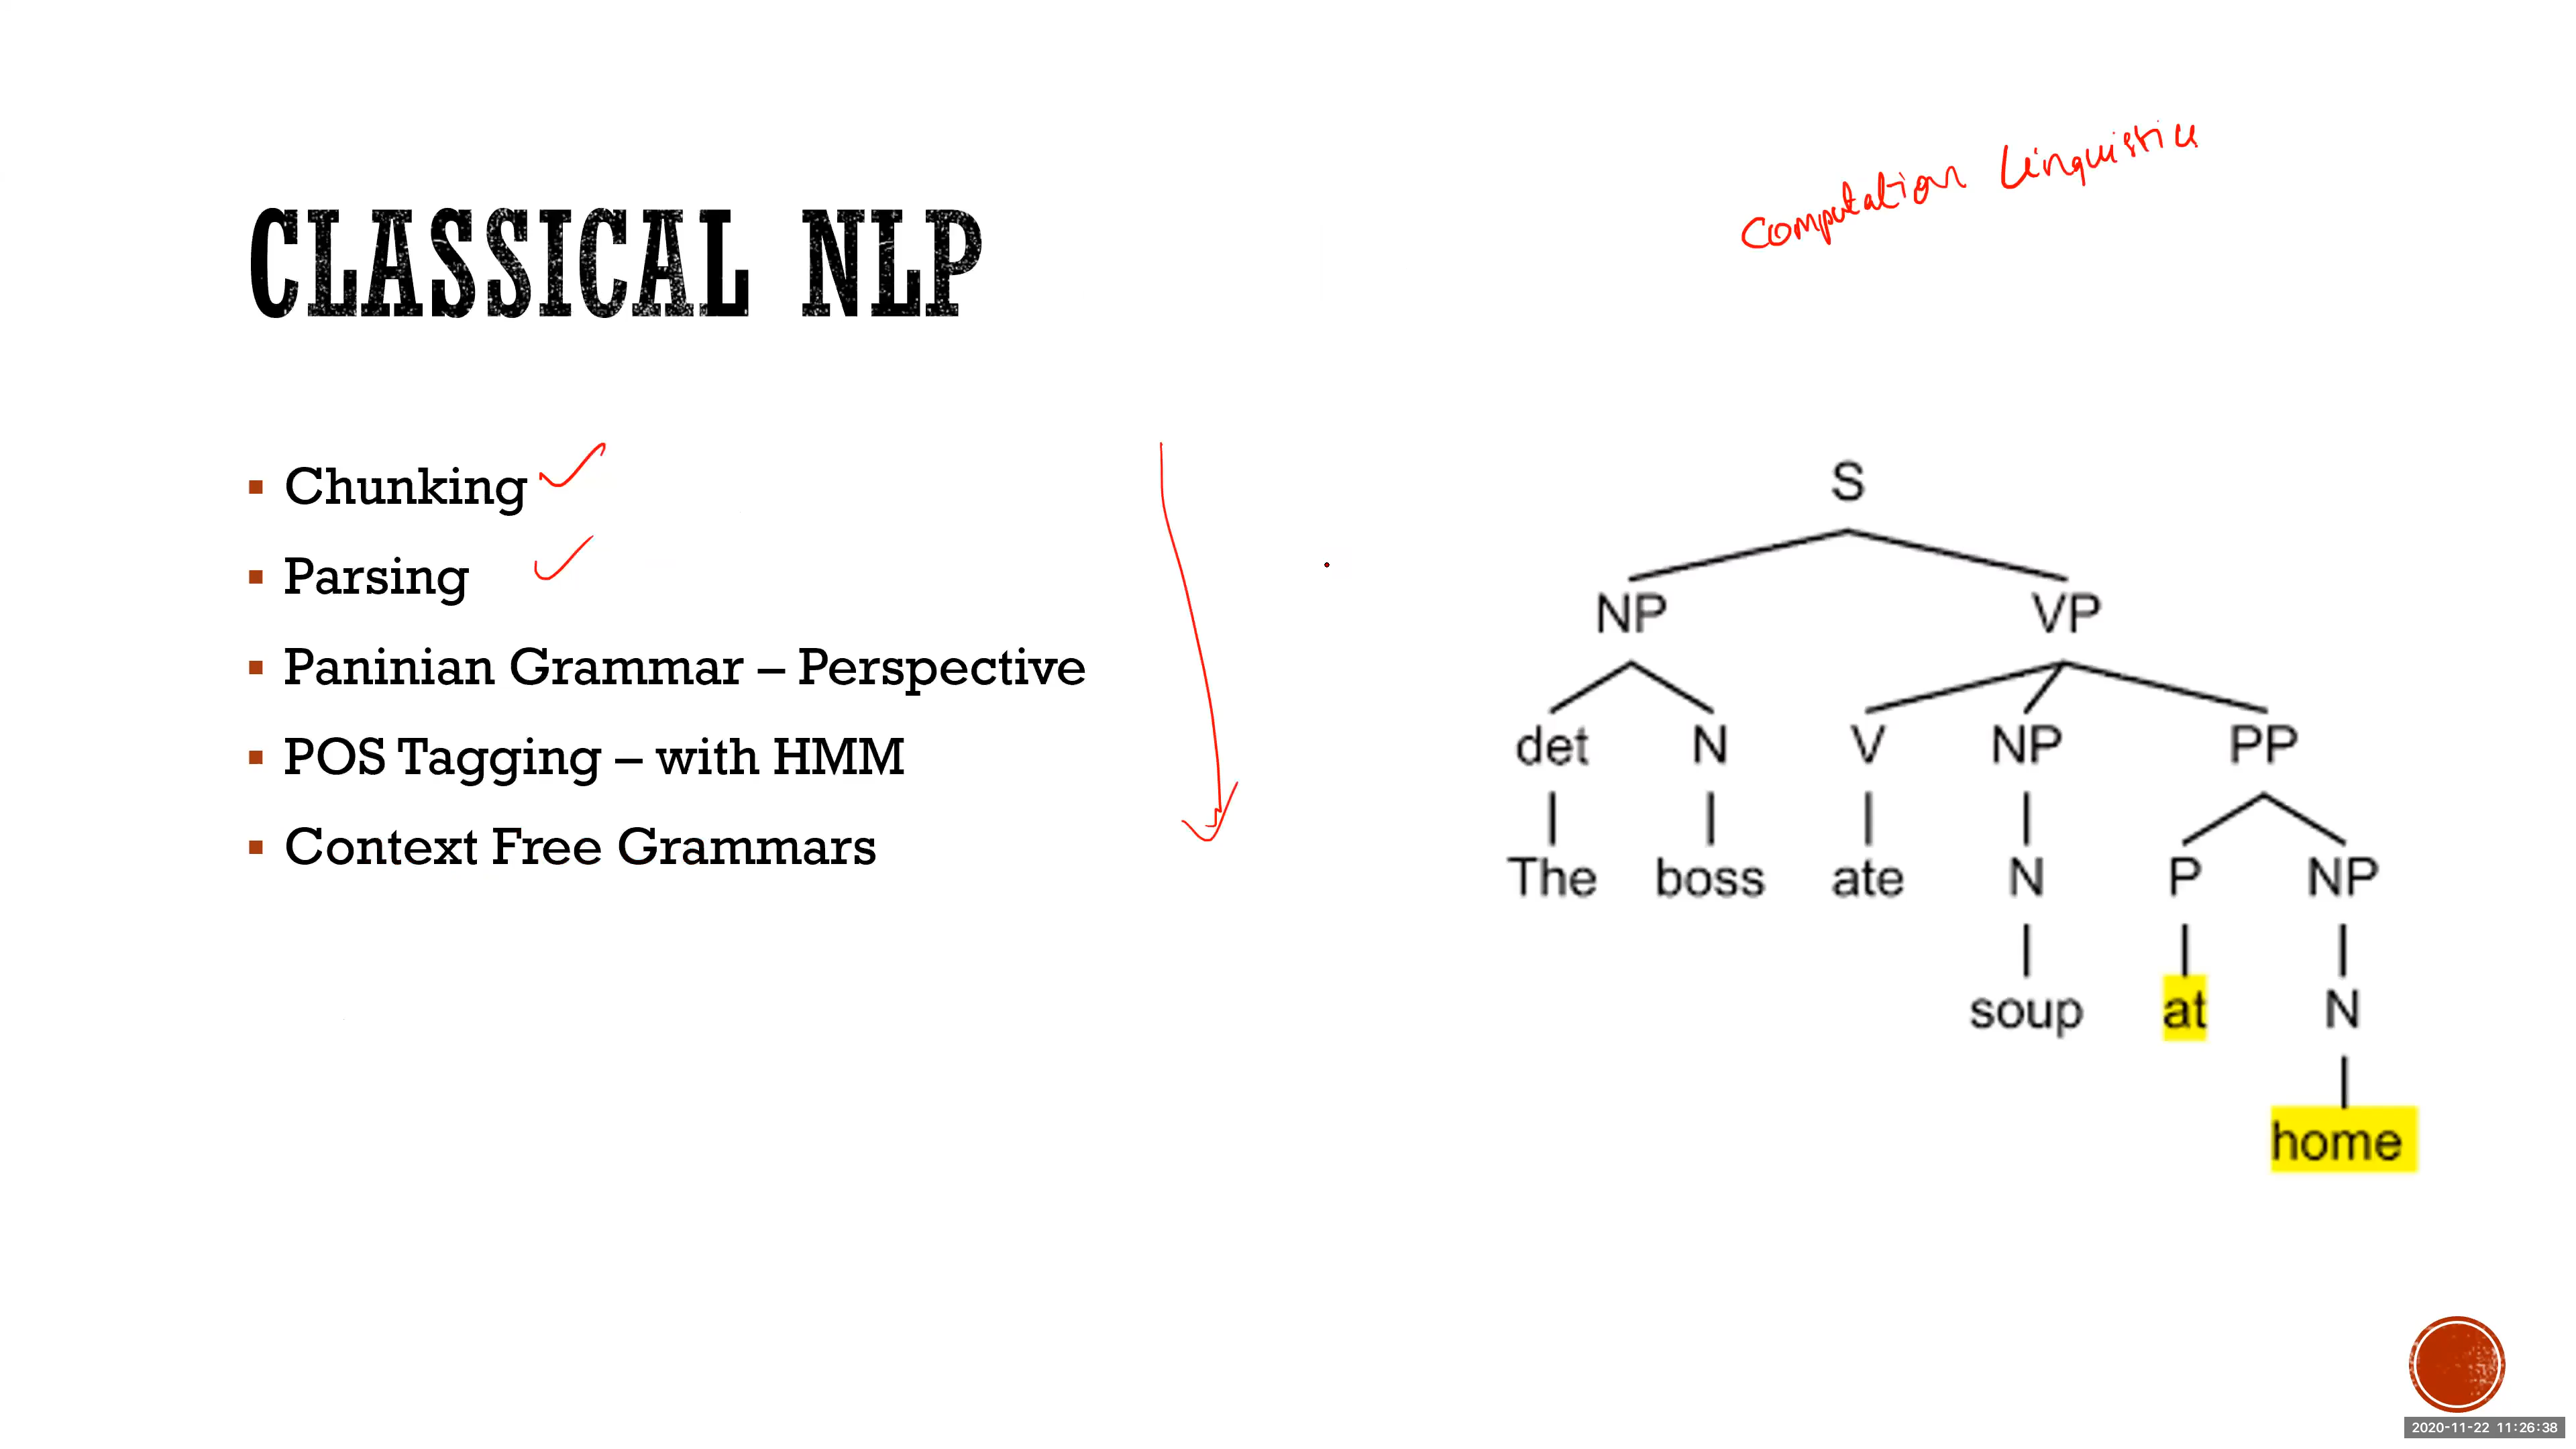 Computation Linguistics
CLASSICAL NLP
Chunking
Parsing
Paninian Grammar – Perspective
POS Tagging – with HMM
Context Free Grammars
S
NP VP
det N V NP PP
The boss ate N P NP
soup at N
home
2020-11-22 11:26:38